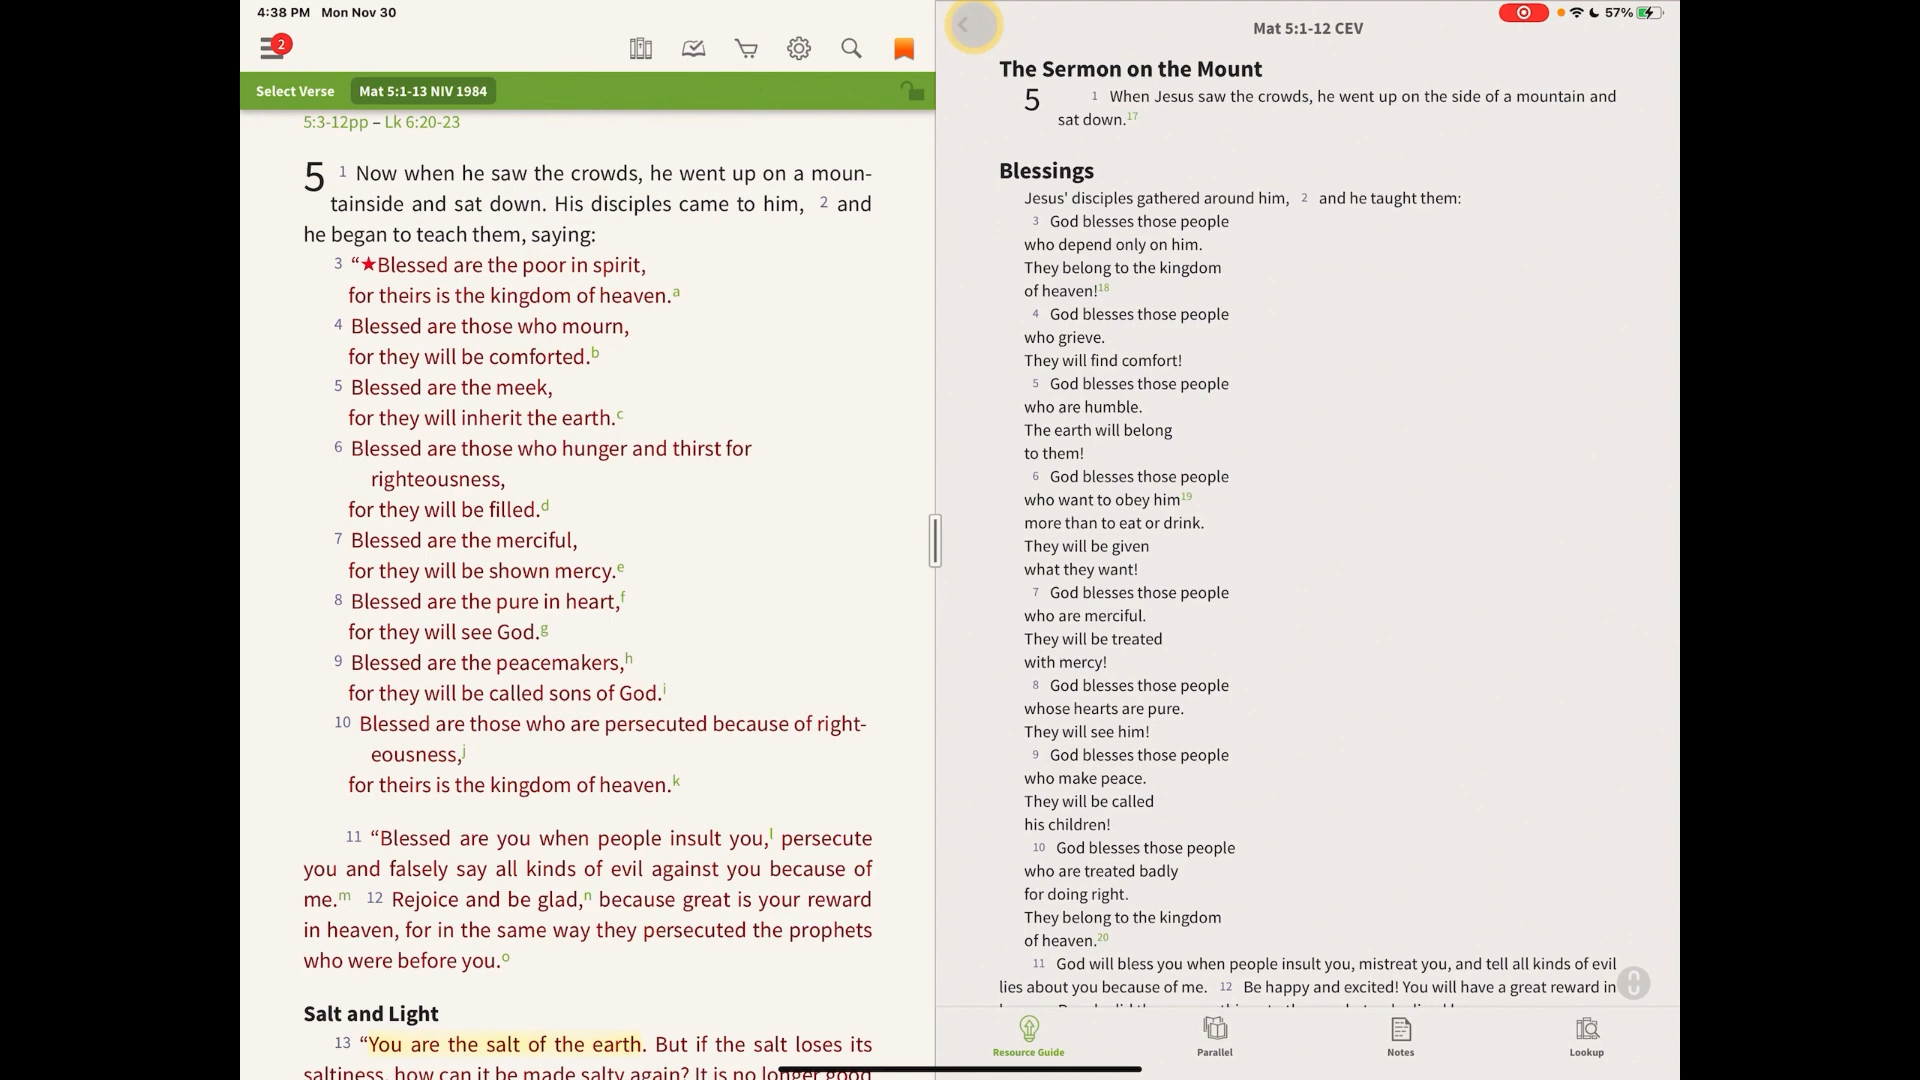 4:38 PM Mon Nov 30
57%
2
Select Verse Mat 5:1-13 NIV 1984
5:3-12pp – Lk 6:20-23
5 1 Now when he saw the crowds, he went up on a moun-
tainside and sat down. His disciples came to him, 2 and
he began to teach them, saying:
3 “★Blessed are the poor in spirit,
for theirs is the kingdom of heaven.a
4 Blessed are those who mourn,
for they will be comforted.b
5 Blessed are the meek,
for they will inherit the earth.c
6 Blessed are those who hunger and thirst for
righteousness,
for they will be filled.d
7 Blessed are the merciful,
for they will be shown mercy.e
8 Blessed are the pure in heart,f
for they will see God.g
9 Blessed are the peacemakers,h
for they will be called sons of God.i
10 Blessed are those who are persecuted because of right-
eousness,j
for theirs is the kingdom of heaven.k
11 “Blessed are you when people insult you,l persecute
you and falsely say all kinds of evil against you because of
me.m 12 Rejoice and be glad,n because great is your reward
in heaven, for in the same way they persecuted the prophets
who were before you.o
Salt and Light
13 “You are the salt of the earth. But if the salt loses its
saltiness, how can it be made salty again? It is no longer good
Mat 5:1-12 CEV
The Sermon on the Mount
5 1 When Jesus saw the crowds, he went up on the side of a mountain and
sat down.17
Blessings
Jesus' disciples gathered around him, 2 and he taught them:
3 God blesses those people
who depend only on him.
They belong to the kingdom
of heaven!18
4 God blesses those people
who grieve.
They will find comfort!
5 God blesses those people
who are humble.
The earth will belong
to them!
6 God blesses those people
who want to obey him19
more than to eat or drink.
They will be given
what they want!
7 God blesses those people
who are merciful.
They will be treated
with mercy!
8 God blesses those people
whose hearts are pure.
They will see him!
9 God blesses those people
who make peace.
They will be called
his children!
10 God blesses those people
who are treated badly
for doing right.
They belong to the kingdom
of heaven.20
11 God will bless you when people insult you, mistreat you, and tell all kinds of evil
lies about you because of me. 12 Be happy and excited! You will have a great reward in
Resource Guide Parallel Notes Lookup